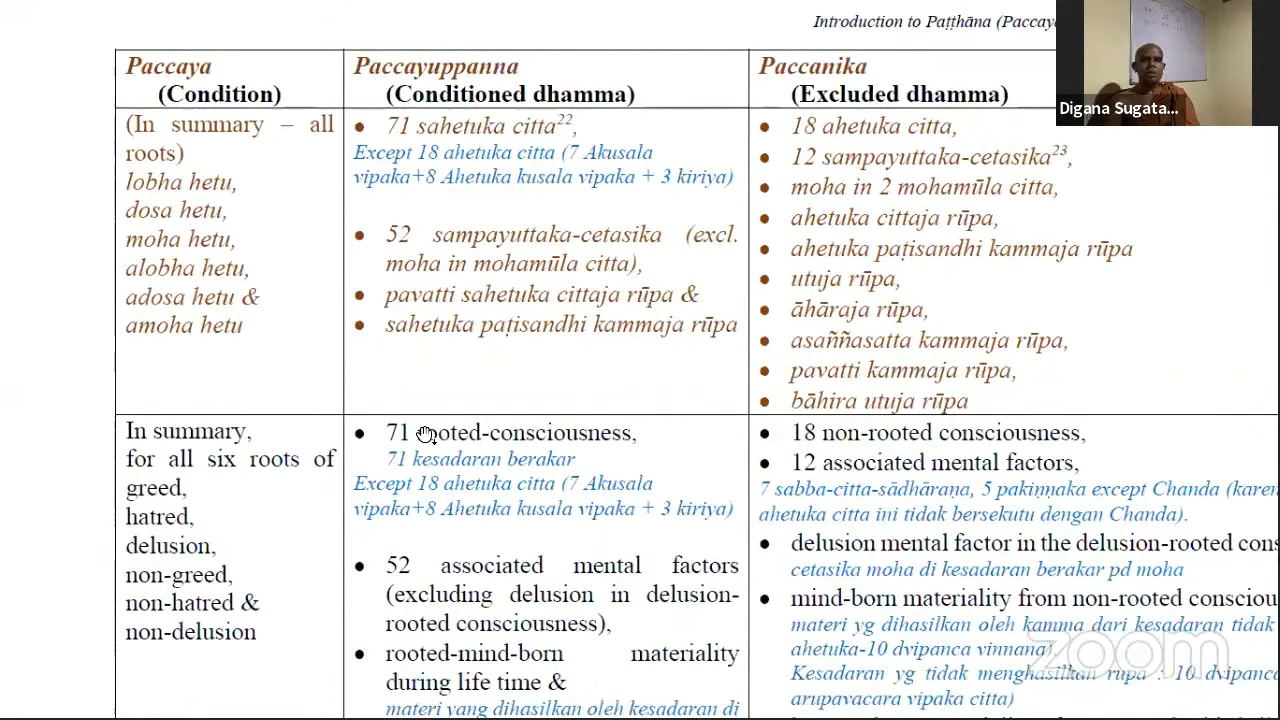 Introduction to Paṭṭhāna
Digana Sugata...
Paccaya
(Condition)
Paccayuppanna
(Conditioned dhamma)
Paccanika
(Excluded dhamma)
(In summary – all
roots)
lobha hetu,
dosa hetu,
moha hetu,
alobha hetu,
adosa hetu &
amoha hetu
• 71 sahetuka citta22,
Except 18 ahetuka citta (7 Akusala
vipaka+8 Ahetuka kusala vipaka + 3 kiriya)
• 52 sampayuttaka-cetasika (excl.
moha in mohamūla citta),
• pavatti sahetuka cittaja rūpa &
• sahetuka paṭisandhi kammaja rūpa
• 18 ahetuka citta,
• 12 sampayuttaka-cetasika23,
• moha in 2 mohamūla citta,
• ahetuka cittaja rūpa,
• ahetuka paṭisandhi kammaja rūpa
• utuja rūpa,
• āhāraja rūpa,
• asaññasatta kammaja rūpa,
• pavatti kammaja rūpa,
• bāhira utuja rūpa
In summary,
for all six roots of
greed,
hatred,
delusion,
non-greed,
non-hatred &
non-delusion
• 71 rooted-consciousness,
71 kesadaran berakar
Except 18 ahetuka citta (7 Akusala
vipaka+8 Ahetuka kusala vipaka + 3 kiriya)
• 52 associated mental factors
(excluding delusion in delusion-
rooted consciousness),
• rooted-mind-born materiality
during life time &
materi yang dihasilkan oleh kesadaran di
• 18 non-rooted consciousness,
• 12 associated mental factors,
7 sabba-citta-sādhāraṇa, 5 pakiṇṇaka except Chanda
ahetuka citta ini tidak bersekutu dengan Chanda).
• delusion mental factor in the delusion-rooted
cetasika moha di kesadaran berakar pd moha
• mind-born materiality from non-rooted
materi yg dihasilkan oleh kamma dari kesadaran tidak
ahetuka-10 dvipanca vinnana).
Kesadaran yg tidak menghasilkan rupa : 10 dvipanca
arupavacara vipaka citta)
zoom